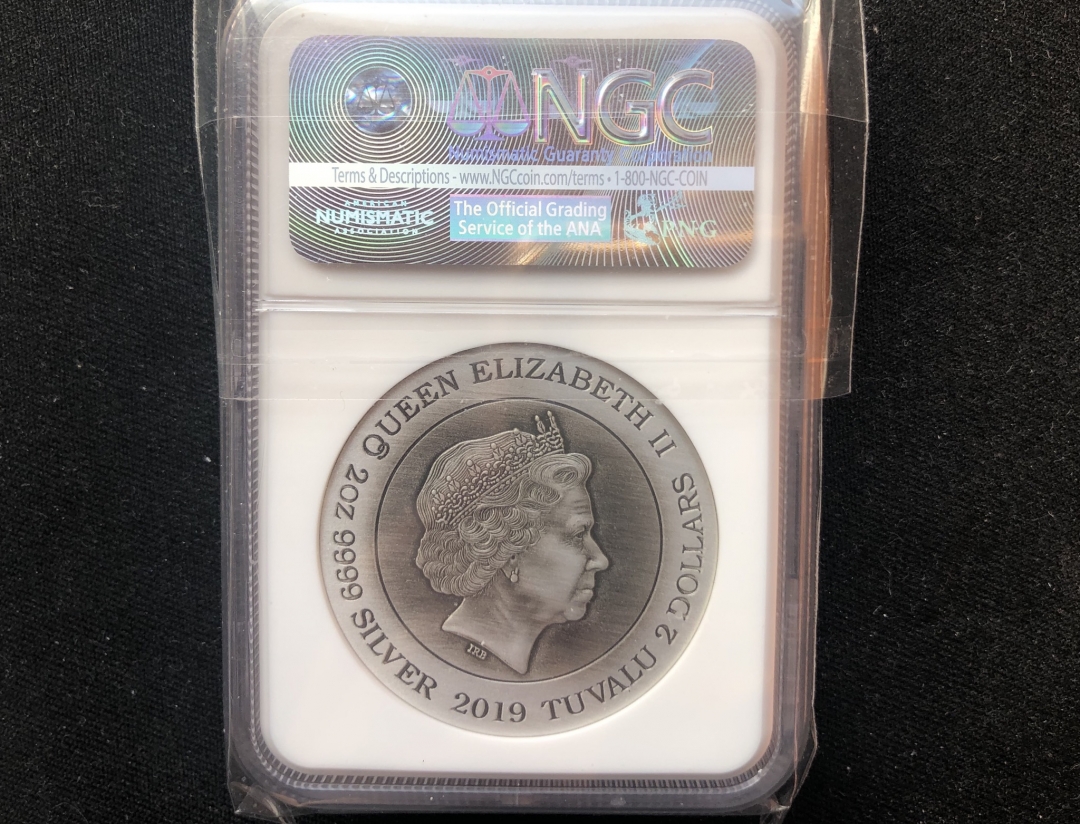 NGC
Numismatic Guaranty Corporation
Terms & Descriptions - www.NGCcoin.com/terms • 1-800-NGC-COIN
AMERICAN
NUMISMATIC
ASSOCIATION
The Official Grading
Service of the ANA
PNG
2OZ 9999 SILVER 2019 TUVALU 2 DOLLARS
QUEEN ELIZABETH II
IRB